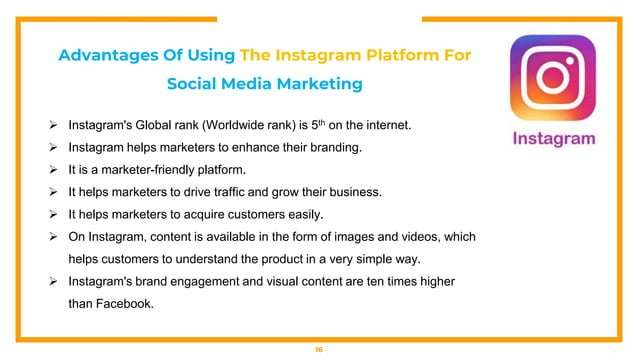 Advantages Of Using The Instagram Platform For
Social Media Marketing
Instagram
➢ Instagram's Global rank (Worldwide rank) is 5th on the internet.
➢ Instagram helps marketers to enhance their branding.
➢ It is a marketer-friendly platform.
➢ It helps marketers to drive traffic and grow their business.
➢ It helps marketers to acquire customers easily.
➢ On Instagram, content is available in the form of images and videos, which
helps customers to understand the product in a very simple way.
➢ Instagram's brand engagement and visual content are ten times higher
than Facebook.
16